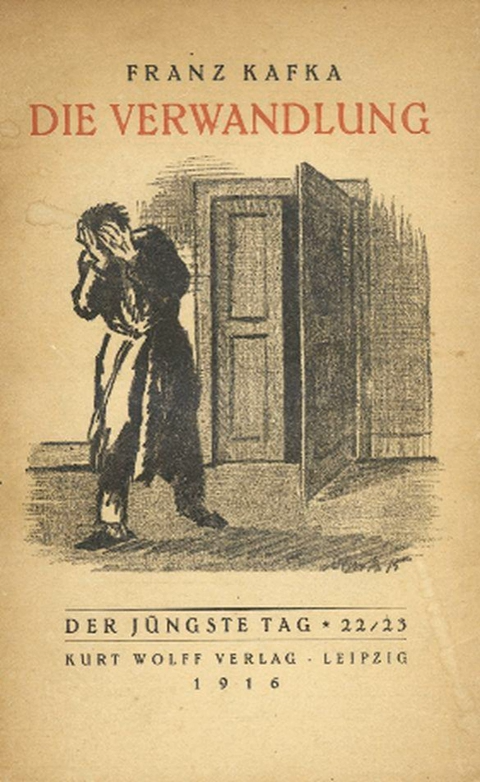 FRANZ KAFKA
DIE VERWANDLUNG
DER JÜNGSTE TAG * 22/23
KURT WOLFF VERLAG · LEIPZIG
1916